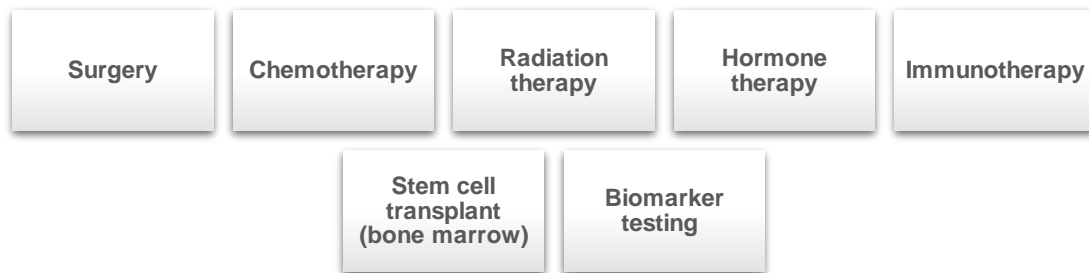 Surgery
Chemotherapy
Radiation
therapy
Hormone
therapy
Immunotherapy
Stem cell
transplant
(bone marrow)
Biomarker
testing